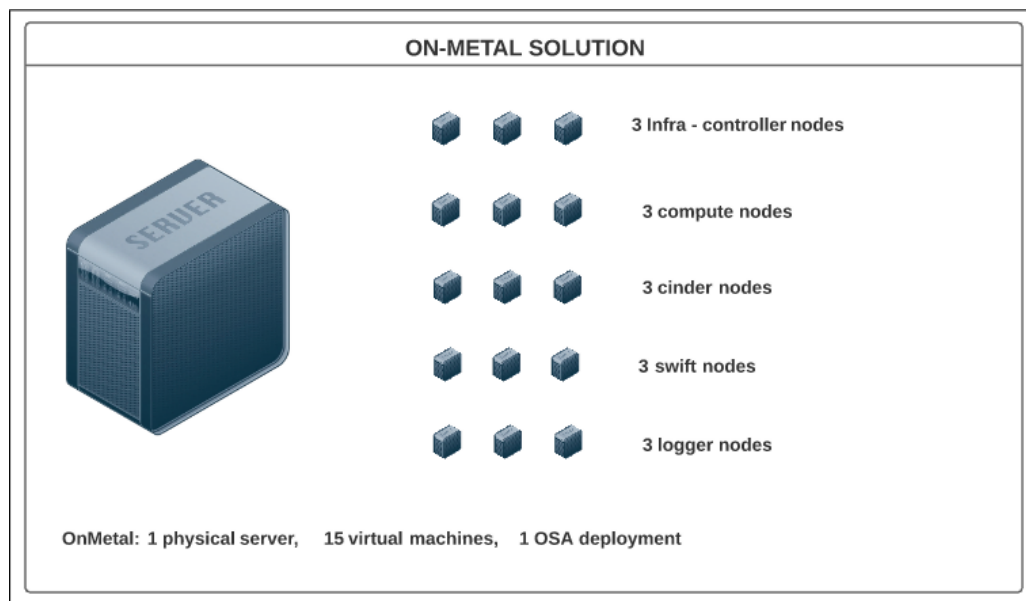 ON-METAL SOLUTION
3 Infra - controller nodes
SERVER
3 compute nodes
3 cinder nodes
3 swift nodes
3 logger nodes
OnMetal: 1 physical server, 15 virtual machines, 1 OSA deployment